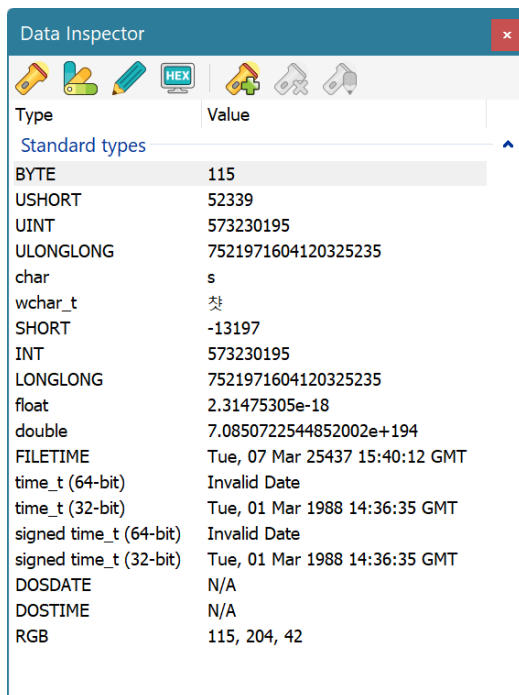 Data Inspector
HEX
Type Value
Standard types
BYTE 115
USHORT 52339
UINT 573230195
ULONGLONG 7521971604120325235
char s
wchar_t 챳
SHORT -13197
INT 573230195
LONGLONG 7521971604120325235
float 2.31475305e-18
double 7.0850722544852002e+194
FILETIME Tue, 07 Mar 25437 15:40:12 GMT
time_t (64-bit) Invalid Date
time_t (32-bit) Tue, 01 Mar 1988 14:36:35 GMT
signed time_t (64-bit) Invalid Date
signed time_t (32-bit) Tue, 01 Mar 1988 14:36:35 GMT
DOSDATE N/A
DOSTIME N/A
RGB 115, 204, 42